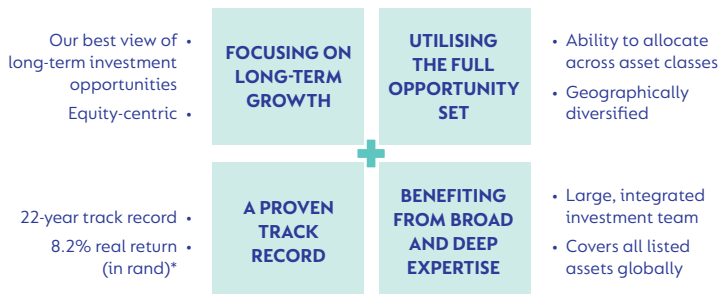 Our best view of •
long-term investment
opportunities
Equity-centric •
FOCUSING ON
LONG-TERM
GROWTH
UTILISING
THE FULL
OPPORTUNITY
SET
• Ability to allocate
across asset classes
• Geographically
diversified
22-year track record •
8.2% real return •
(in rand)*
A PROVEN
TRACK
RECORD
BENEFITING
FROM BROAD
AND DEEP
EXPERTISE
• Large, integrated
investment team
• Covers all listed
assets globally